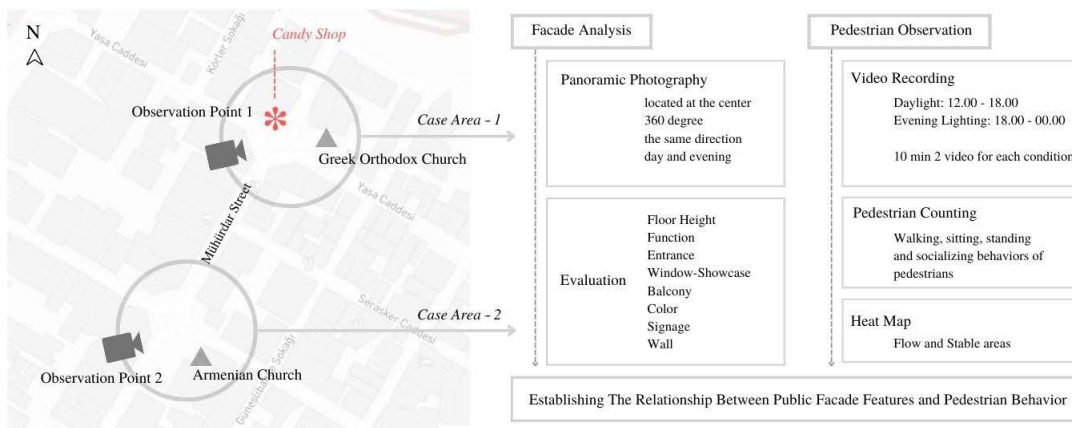 N
Yasa Caddesi
Körler Sokağı
Candy Shop
Observation Point 1
Case Area - 1
Greek Orthodox Church
Yasa Caddesi
Mühürdar Street
Serasker Caddesi
Case Area - 2
Observation Point 2
Armenian Church
Güneşlibahçe Sokağı
Facade Analysis
Panoramic Photography
located at the center
360 degree
the same direction
day and evening
Evaluation
Floor Height
Function
Entrance
Window-Showcase
Balcony
Color
Signage
Wall
Pedestrian Observation
Video Recording
Daylight: 12.00 - 18.00
Evening Lighting: 18.00 - 00.00
10 min 2 video for each condition
Pedestrian Counting
Walking, sitting, standing
and socializing behaviors of
pedestrians
Heat Map
Flow and Stable areas
Establishing The Relationship Between Public Facade Features and Pedestrian Behavior